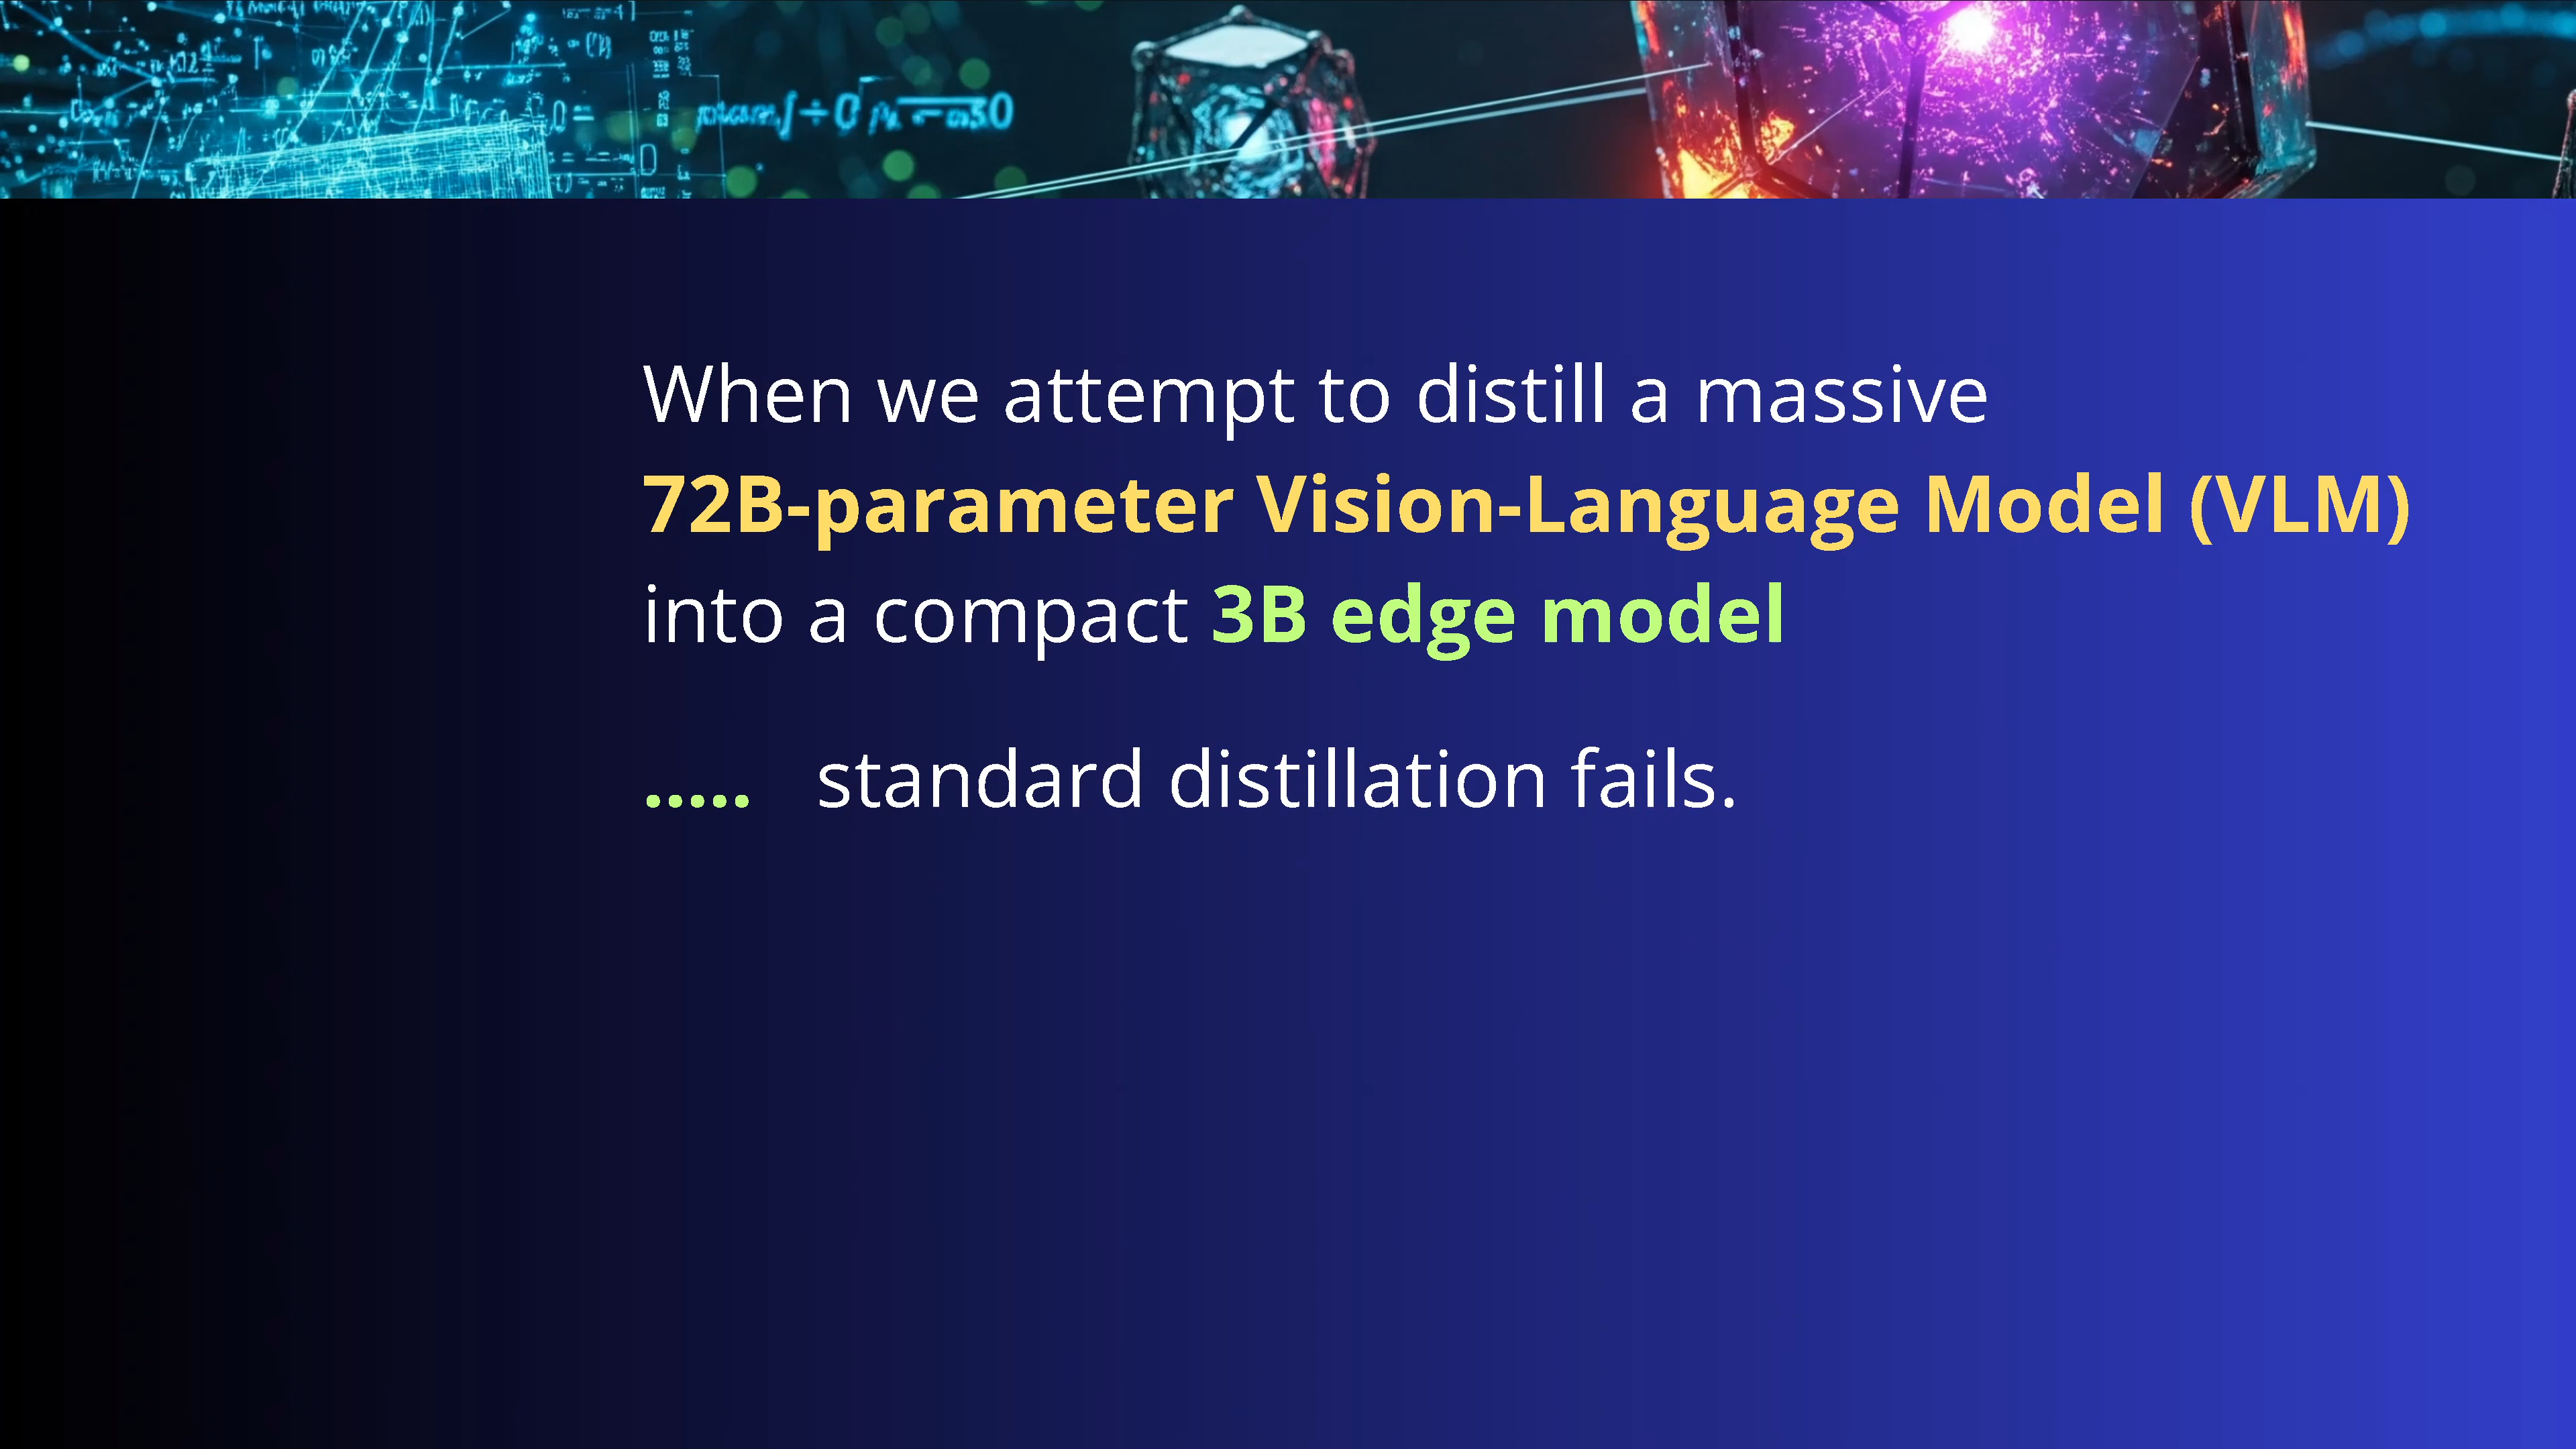 When we attempt to distill a massive
72B-parameter Vision-Language Model (VLM)
into a compact 3B edge model
..... standard distillation fails.